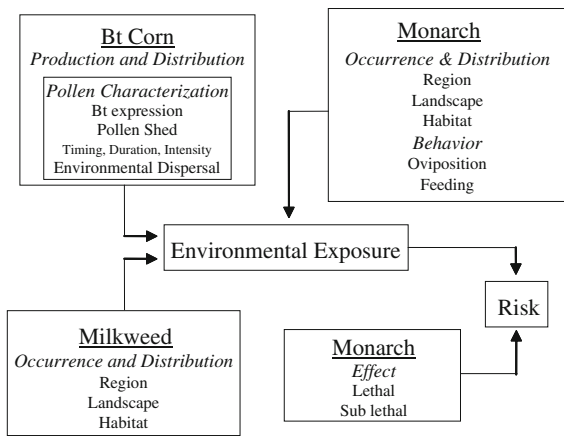 Bt Corn
Production and Distribution
Pollen Characterization
Bt expression
Pollen Shed
Timing, Duration, Intensity
Environmental Dispersal
Monarch
Occurrence & Distribution
Region
Landscape
Habitat
Behavior
Oviposition
Feeding
Environmental Exposure
Risk
Milkweed
Occurrence and Distribution
Region
Landscape
Habitat
Monarch
Effect
Lethal
Sub lethal